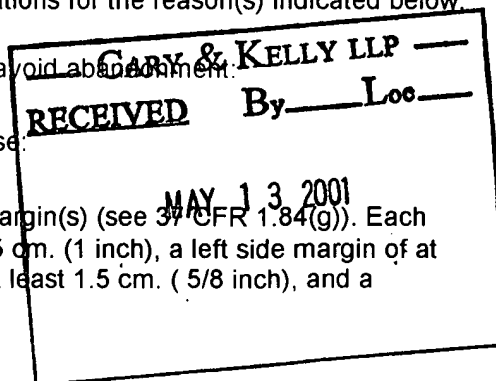 ations for the reason(s) indicated below.
avoid abandonment:
GARY & KELLY LLP
RECEIVED By Loc
se:
MAY 13 2001
argin(s) (see 37 CFR 1.84(g)). Each
5 cm. (1 inch), a left side margin of at
least 1.5 cm. ( 5/8 inch), and a